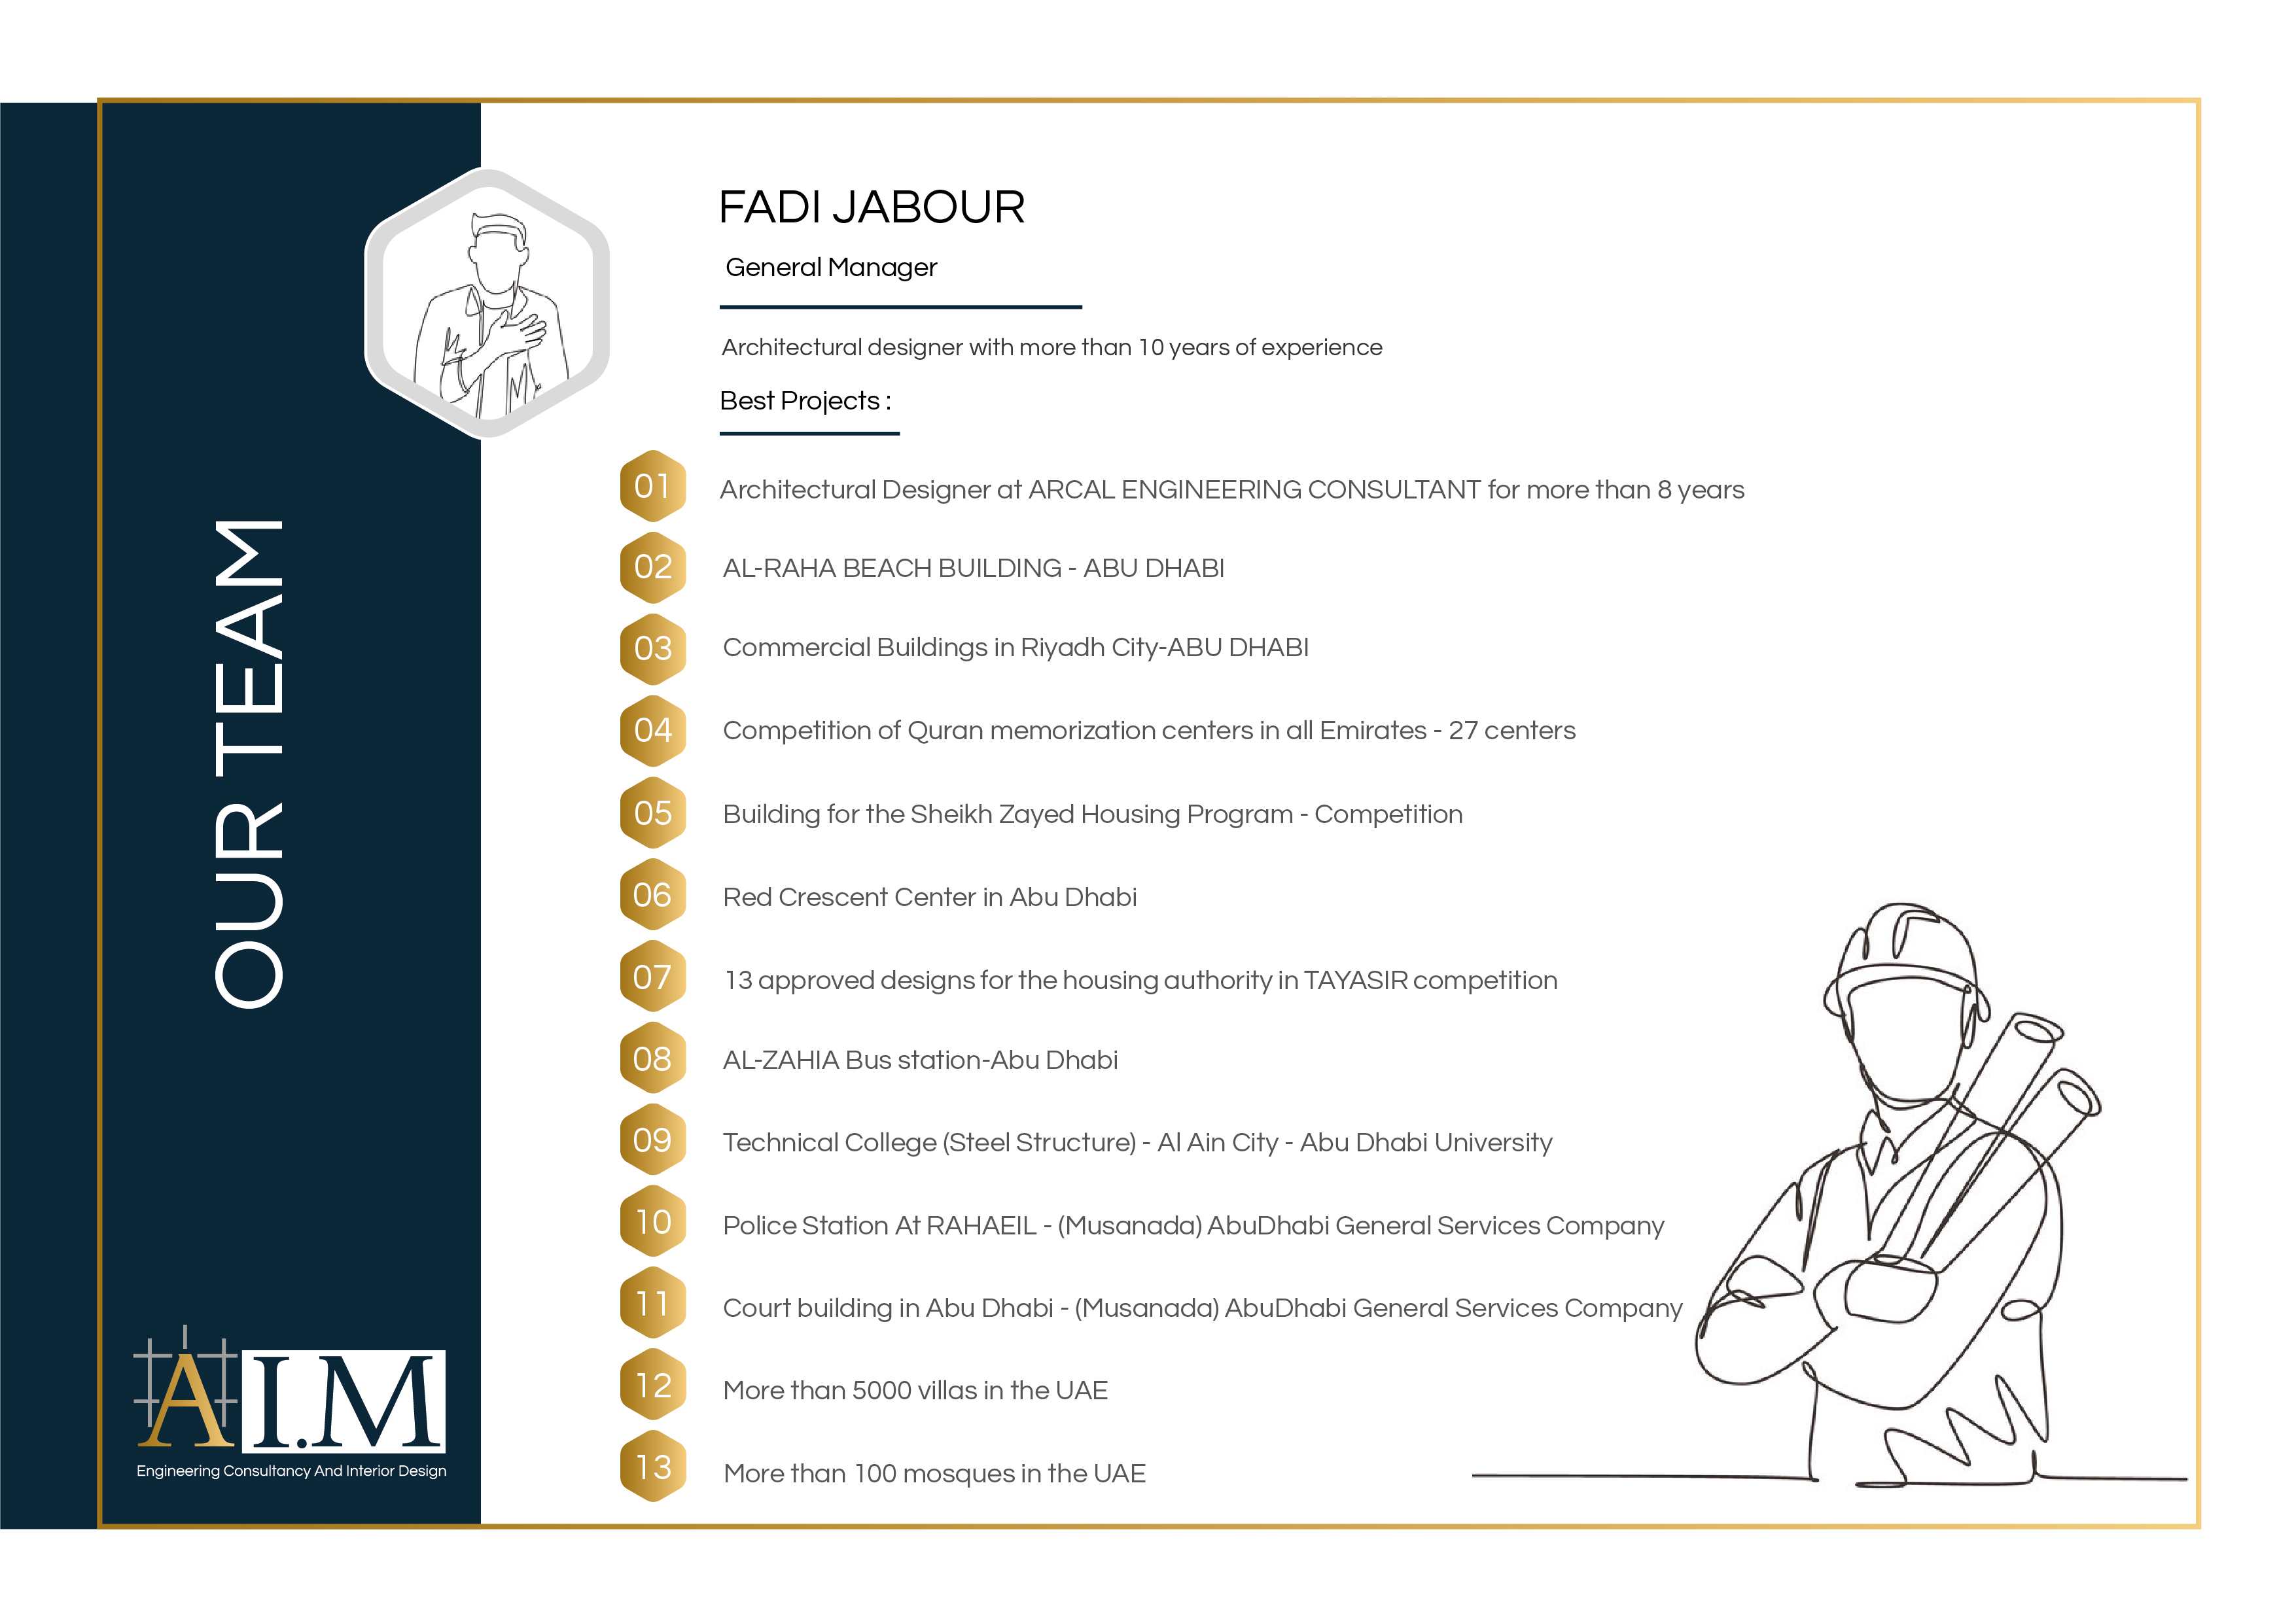 OUR TEAM
FADI JABOUR
General Manager
Architectural designer with more than 10 years of experience
Best Projects :
01 Architectural Designer at ARCAL ENGINEERING CONSULTANT for more than 8 years
02 AL-RAHA BEACH BUILDING - ABU DHABI
03 Commercial Buildings in Riyadh City-ABU DHABI
04 Competition of Quran memorization centers in all Emirates - 27 centers
05 Building for the Sheikh Zayed Housing Program - Competition
06 Red Crescent Center in Abu Dhabi
07 13 approved designs for the housing authority in TAYASIR competition
08 AL-ZAHIA Bus station-Abu Dhabi
09 Technical College (Steel Structure) - Al Ain City - Abu Dhabi University
10 Police Station At RAHAEIL - (Musanada) AbuDhabi General Services Company
11 Court building in Abu Dhabi - (Musanada) AbuDhabi General Services Company
12 More than 5000 villas in the UAE
13 More than 100 mosques in the UAE
A I.M
Engineering Consultancy And Interior Design